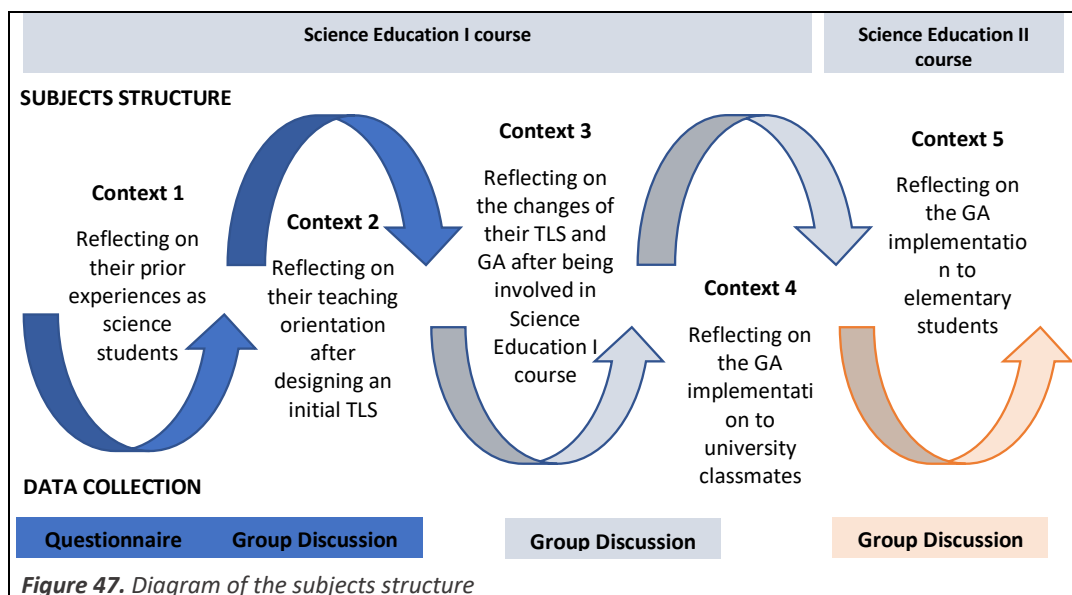 Science Education I course
Science Education II
course
SUBJECTS STRUCTURE
Context 1
Reflecting on
their prior
experiences as
science
students
Context 2
Reflecting on
their teaching
orientation
after
designing an
initial TLS
Context 3
Reflecting on
the changes of
their TLS and
GA after being
involved in
Science
Education I
course
Context 4
Reflecting on
the GA
implementati
on to
university
classmates
Context 5
Reflecting on
the GA
implementatio
n to
elementary
students
DATA COLLECTION
Questionnaire
Group Discussion
Group Discussion
Group Discussion
Figure 47. Diagram of the subjects structure